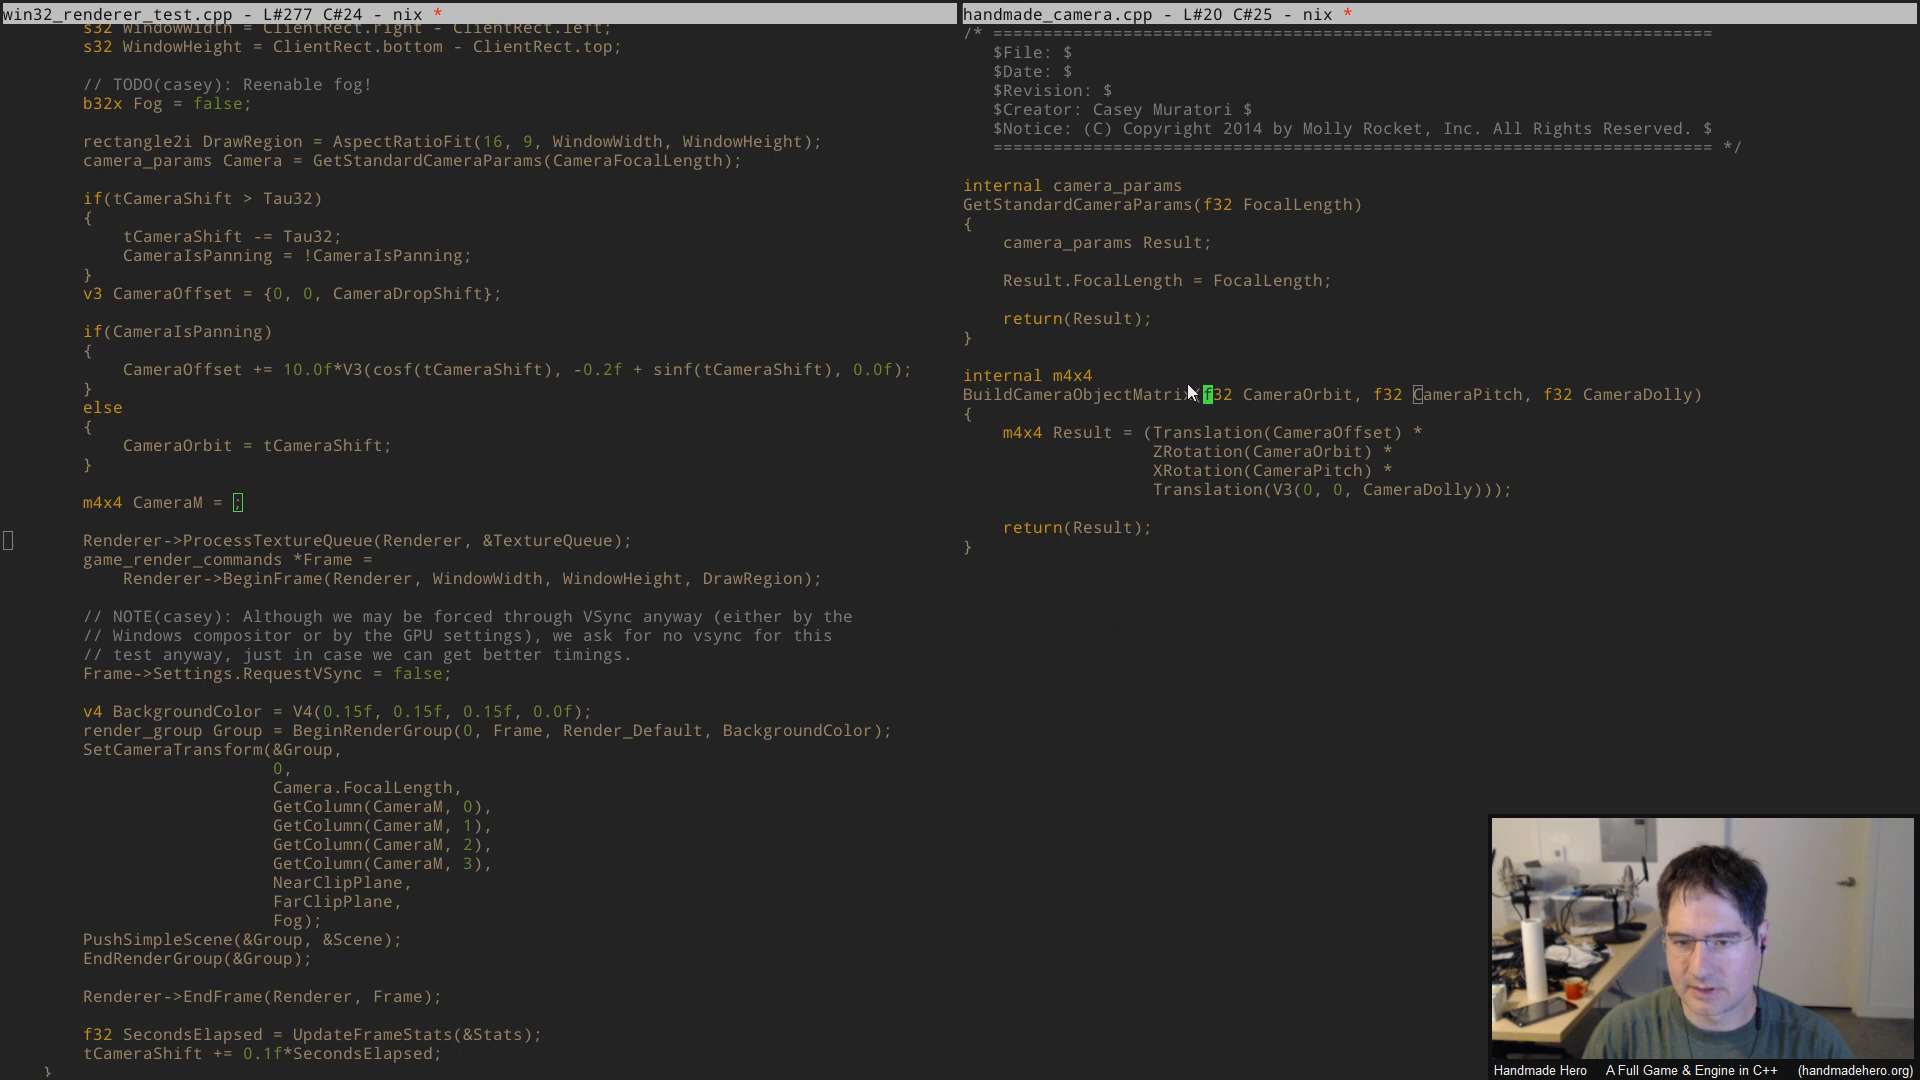 win32_renderer_test.cpp - L#277 C#24 - nix *
s32 WindowWidth = ClientRect.right - ClientRect.left;
s32 WindowHeight = ClientRect.bottom - ClientRect.top;
// TODO(casey): Reenable fog!
b32x Fog = false;
rectangle2i DrawRegion = AspectRatioFit(16, 9, WindowWidth, WindowHeight);
camera_params Camera = GetStandardCameraParams(CameraFocalLength);
if(tCameraShift > Tau32)
{
tCameraShift -= Tau32;
CameraIsPanning = !CameraIsPanning;
}
v3 CameraOffset = {0, 0, CameraDropShift};
if(CameraIsPanning)
{
CameraOffset += 10.0f*V3(cosf(tCameraShift), -0.2f + sinf(tCameraShift), 0.0f);
}
else
{
CameraOrbit = tCameraShift;
}
m4x4 CameraM = ;
Renderer->ProcessTextureQueue(Renderer, &TextureQueue);
game_render_commands *Frame =
Renderer->BeginFrame(Renderer, WindowWidth, WindowHeight, DrawRegion);
// NOTE(casey): Although we may be forced through VSync anyway (either by the
// Windows compositor or by the GPU settings), we ask for no vsync for this
// test anyway, just in case we can get better timings.
Frame->Settings.RequestVSync = false;
v4 BackgroundColor = V4(0.15f, 0.15f, 0.15f, 0.0f);
render_group Group = BeginRenderGroup(0, Frame, Render_Default, BackgroundColor);
SetCameraTransform(&Group,
0,
Camera.FocalLength,
GetColumn(CameraM, 0),
GetColumn(CameraM, 1),
GetColumn(CameraM, 2),
GetColumn(CameraM, 3),
NearClipPlane,
FarClipPlane,
Fog);
PushSimpleScene(&Group, &Scene);
EndRenderGroup(&Group);
Renderer->EndFrame(Renderer, Frame);
f32 SecondsElapsed = UpdateFrameStats(&Stats);
tCameraShift += 0.1f*SecondsElapsed;
}
handmade_camera.cpp - L#20 C#25 - nix *
/* ========================================================================
$File: $
$Date: $
$Revision: $
$Creator: Casey Muratori $
$Notice: (C) Copyright 2014 by Molly Rocket, Inc. All Rights Reserved. $
======================================================================== */
internal camera_params
GetStandardCameraParams(f32 FocalLength)
{
camera_params Result;
Result.FocalLength = FocalLength;
return(Result);
}
internal m4x4
BuildCameraObjectMatrix(f32 CameraOrbit, f32 CameraPitch, f32 CameraDolly)
{
m4x4 Result = (Translation(CameraOffset) *
ZRotation(CameraOrbit) *
XRotation(CameraPitch) *
Translation(V3(0, 0, CameraDolly)));
return(Result);
}
Handmade Hero A Full Game & Engine in C++ (handmadehero.org)